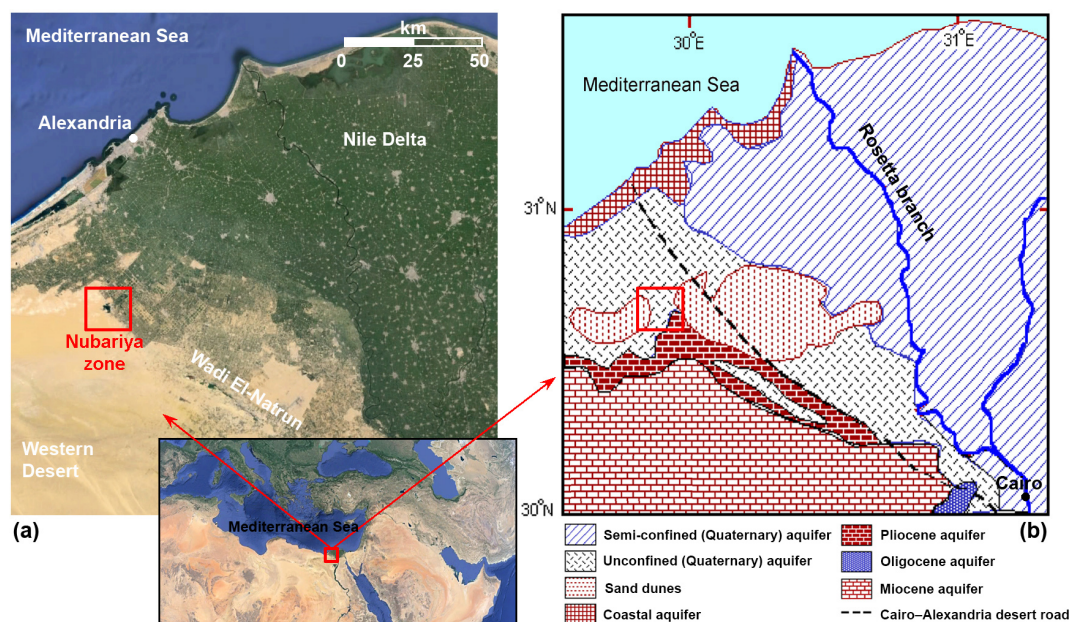 Mediterranean Sea
km
0 25 50
Alexandria
Nile Delta
Nubariya
zone
Wadi El-Natrun
Western
Desert
(a)
Mediterranean Sea
30°E 31°E
Mediterranean Sea
Rosetta branch
31°N
Cairo
30°N
(b)
Semi-confined (Quaternary) aquifer
Unconfined (Quaternary) aquifer
Sand dunes
Coastal aquifer
Pliocene aquifer
Oligocene aquifer
Miocene aquifer
Cairo–Alexandria desert road